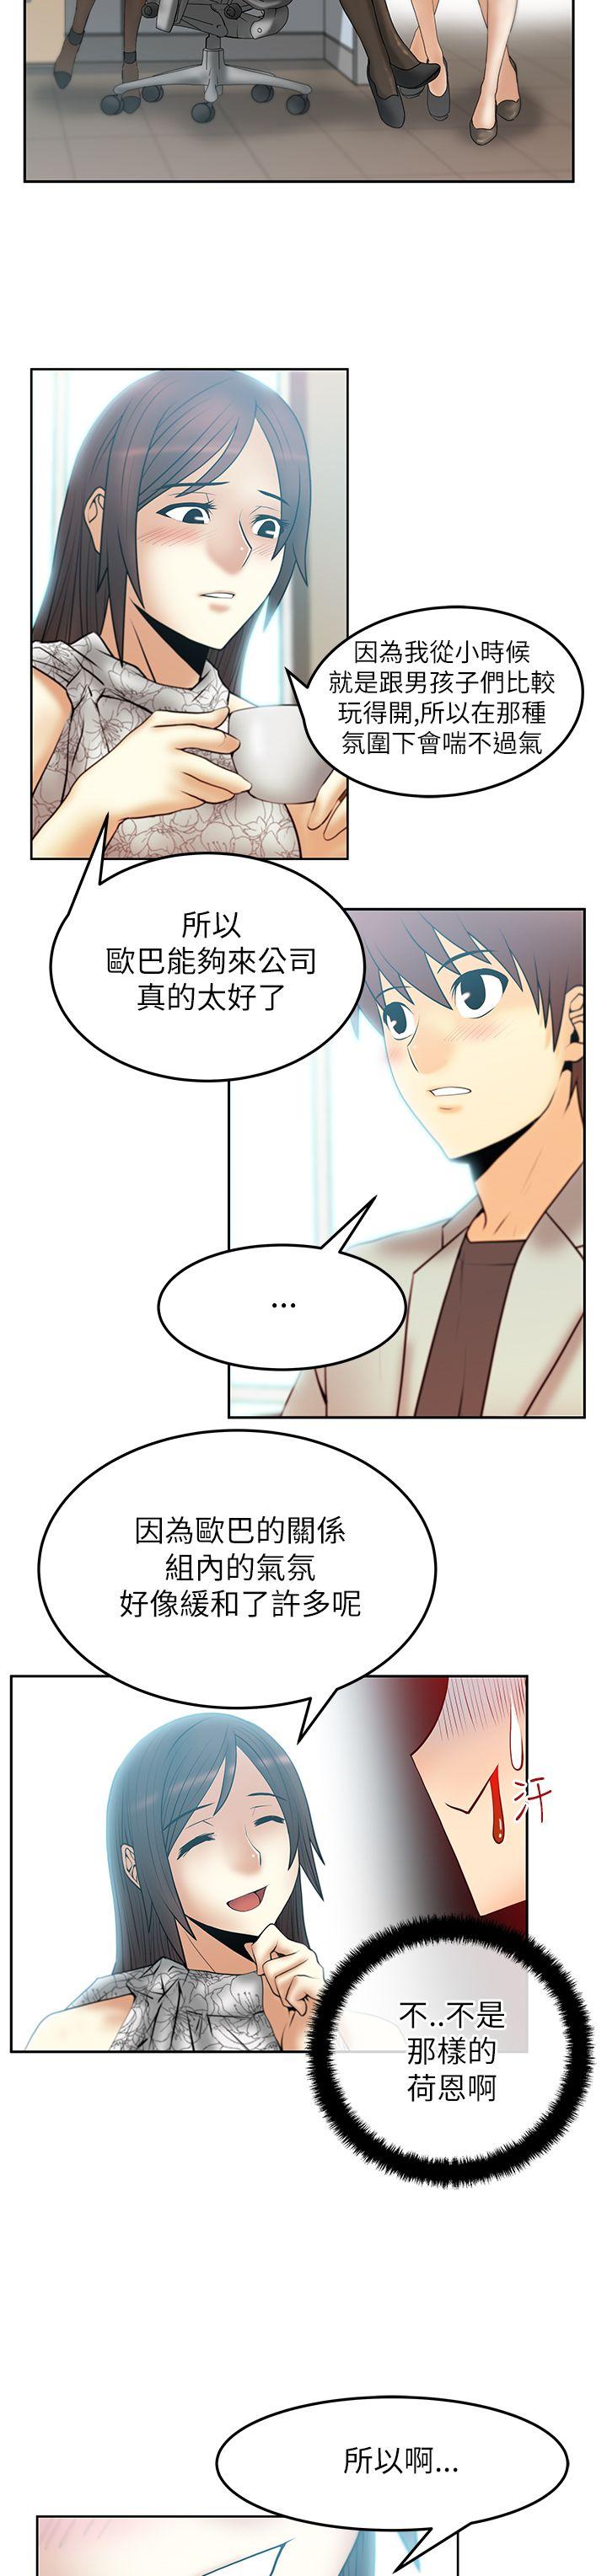 因為我從小時候
就是跟男孩子們比較
玩得開,所以在那種
氛圍下會喘不過氣
所以
歐巴能夠來公司
真的太好了
...
因為歐巴的關係
組內的氣氛
好像緩和了許多呢
汗
不..不是
那樣的
荷恩啊
所以啊...